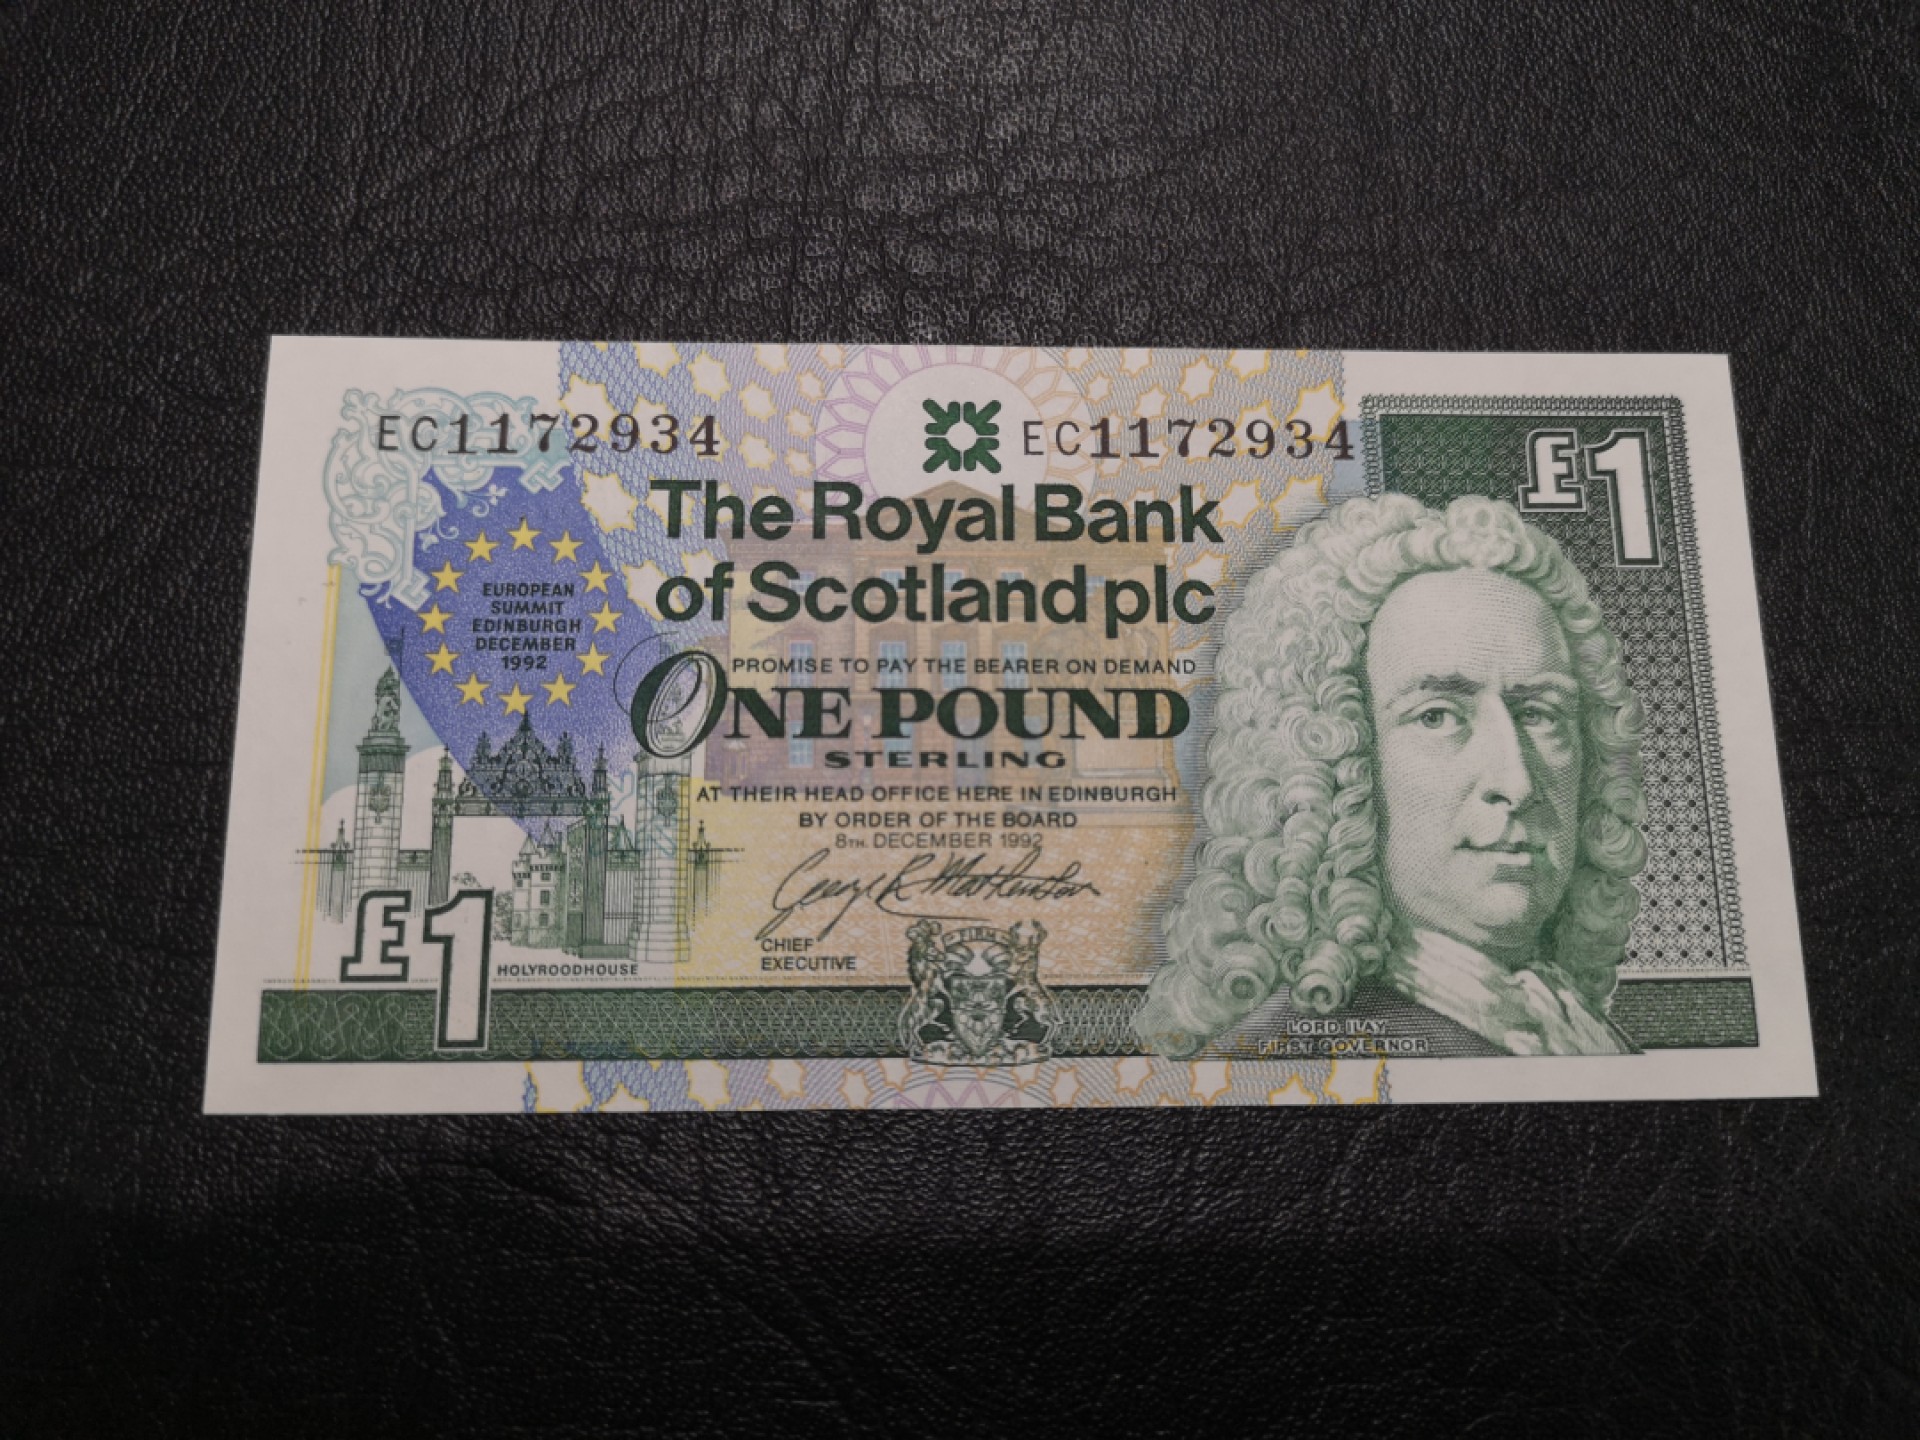 EC1172934
EC1172934
£1
The Royal Bank
of Scotland plc
EUROPEAN
SUMMIT
EDINBURGH
DECEMBER
1992
PROMISE TO PAY THE BEARER ON DEMAND
ONE POUND
STERLING
AT THEIR HEAD OFFICE HERE IN EDINBURGH
BY ORDER OF THE BOARD
8TH. DECEMBER 1992
CHIEF
EXECUTIVE
FIRM
£1
HOLYROODHOUSE
LORD ILAY
FIRST GOVERNOR